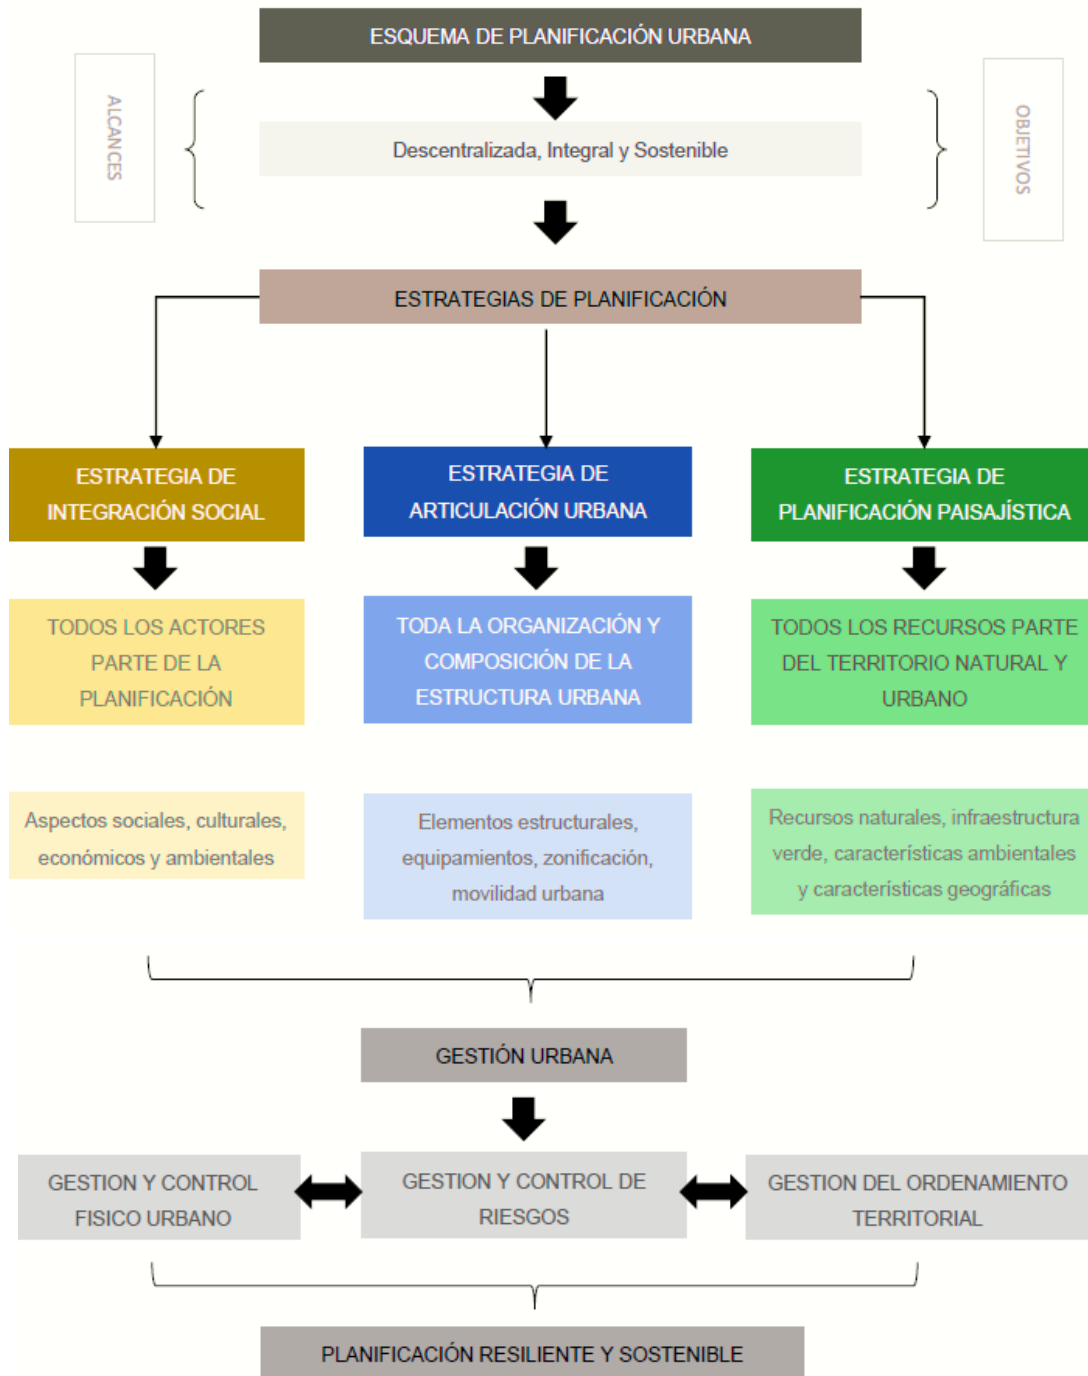 ESQUEMA DE PLANIFICACIÓN URBANA
ALCANCES
Descentralizada, Integral y Sostenible
OBJETIVOS
ESTRATEGIAS DE PLANIFICACIÓN
ESTRATEGIA DE
INTEGRACIÓN SOCIAL
ESTRATEGIA DE
ARTICULACIÓN URBANA
ESTRATEGIA DE
PLANIFICACIÓN PAISAJÍSTICA
TODOS LOS ACTORES
PARTE DE LA
PLANIFICACIÓN
TODA LA ORGANIZACIÓN Y
COMPOSICIÓN DE LA
ESTRUCTURA URBANA
TODOS LOS RECURSOS PARTE
DEL TERRITORIO NATURAL Y
URBANO
Aspectos sociales, culturales,
económicos y ambientales
Elementos estructurales,
equipamientos, zonificación,
movilidad urbana
Recursos naturales, infraestructura
verde, características ambientales
y características geográficas
GESTIÓN URBANA
GESTION Y CONTROL
FISICO URBANO
GESTION Y CONTROL DE
RIESGOS
GESTION DEL ORDENAMIENTO
TERRITORIAL
PLANIFICACIÓN RESILIENTE Y SOSTENIBLE